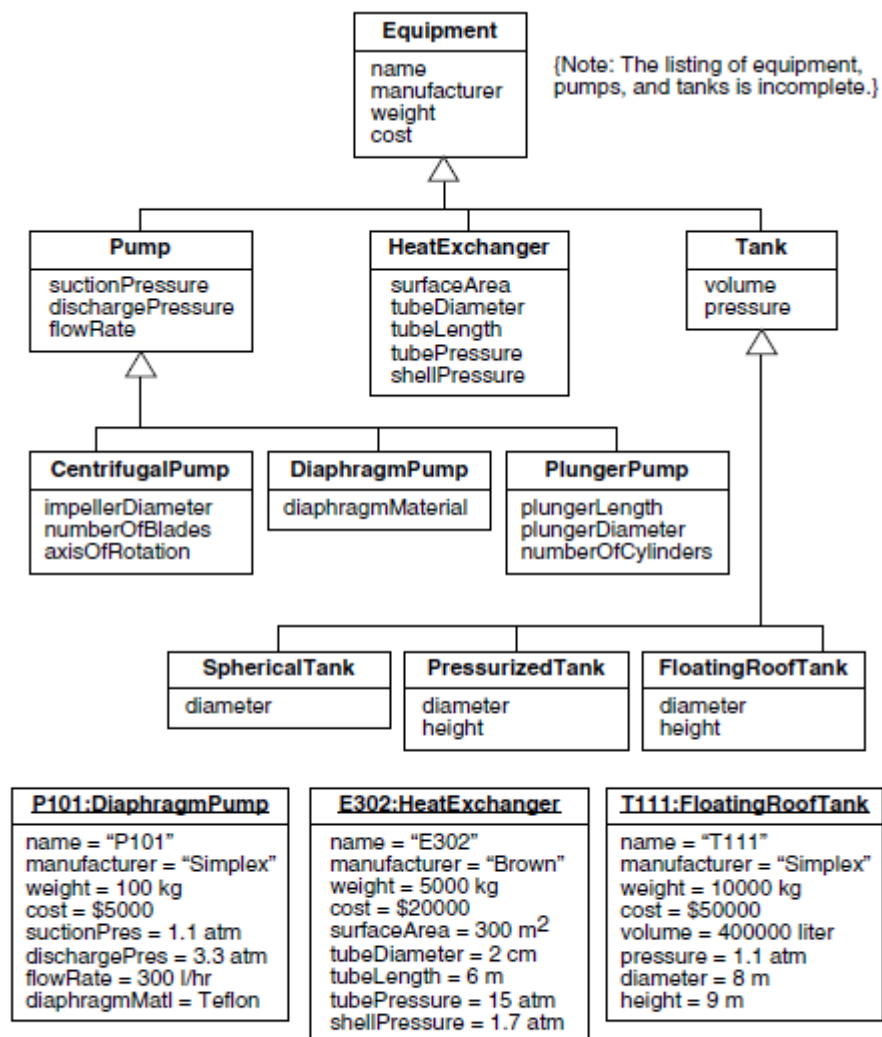 Equipment
name
manufacturer
weight
cost
{Note: The listing of equipment,
pumps, and tanks is incomplete.}
Pump
suctionPressure
dischargePressure
flowRate
HeatExchanger
surfaceArea
tubeDiameter
tubeLength
tubePressure
shellPressure
Tank
volume
pressure
CentrifugalPump
impellerDiameter
numberOfBlades
axisOfRotation
DiaphragmPump
diaphragmMaterial
PlungerPump
plungerLength
plungerDiameter
numberOfCylinders
SphericalTank
diameter
PressurizedTank
diameter
height
FloatingRoofTank
diameter
height
P101:DiaphragmPump
name = “P101”
manufacturer = “Simplex”
weight = 100 kg
cost = $5000
suctionPres = 1.1 atm
dischargePres = 3.3 atm
flowRate = 300 l/hr
diaphragmMatl = Teflon
E302:HeatExchanger
name = “E302”
manufacturer = “Brown”
weight = 5000 kg
cost = $20000
surfaceArea = 300 m²
tubeDiameter = 2 cm
tubeLength = 6 m
tubePressure = 15 atm
shellPressure = 1.7 atm
T111:FloatingRoofTank
name = “T111”
manufacturer = “Simplex”
weight = 10000 kg
cost = $50000
volume = 400000 liter
pressure = 1.1 atm
diameter = 8 m
height = 9 m